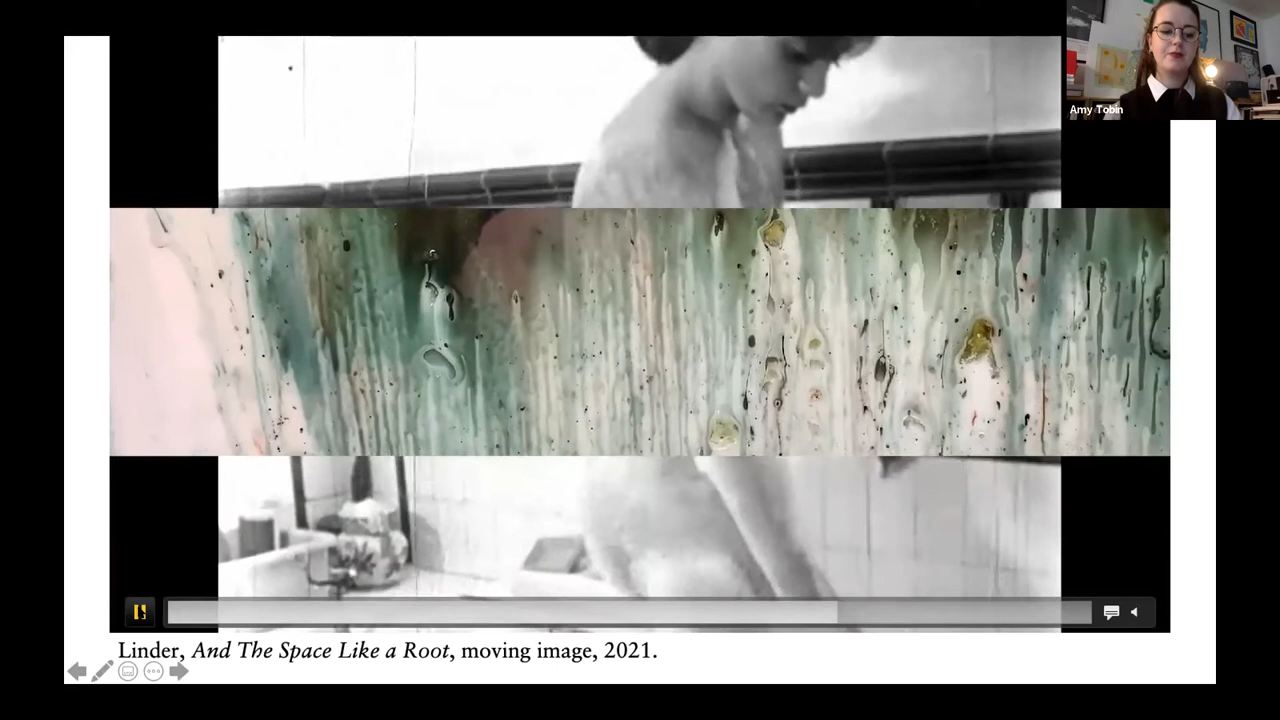 Amy Tobin
Linder, And The Space Like a Root, moving image, 2021.